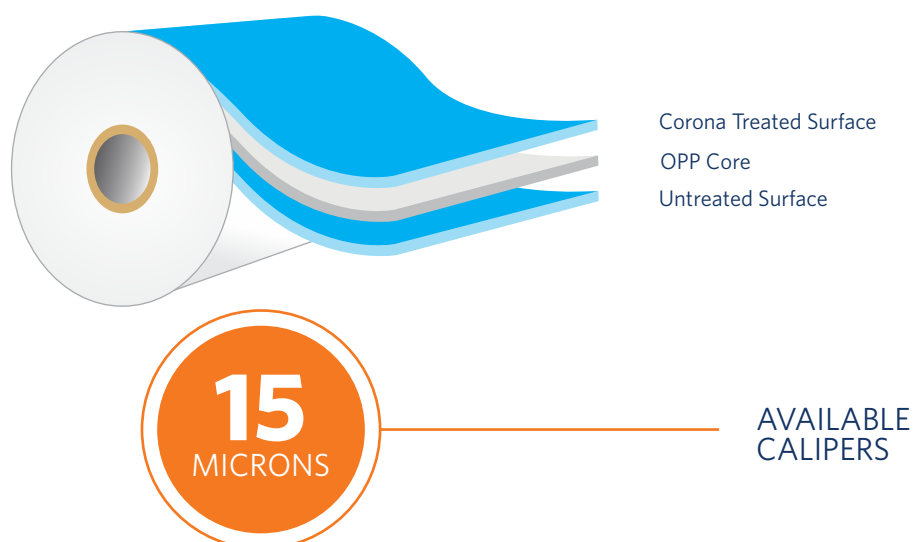 Corona Treated Surface
OPP Core
Untreated Surface
15
MICRONS
AVAILABLE
CALIPERS